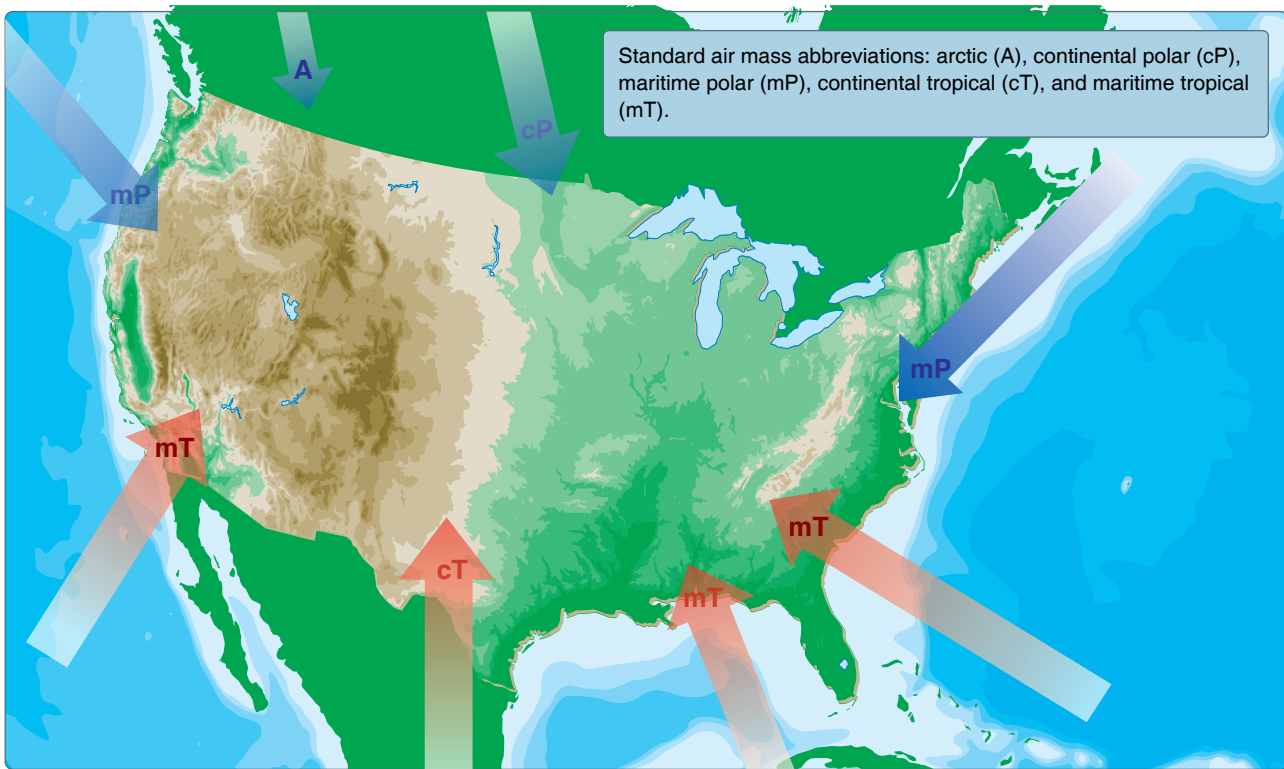 Standard air mass abbreviations: arctic (A), continental polar (cP),
maritime polar (mP), continental tropical (cT), and maritime tropical
(mT).
A
cP
mP
mP
mT
mT
cT
mT